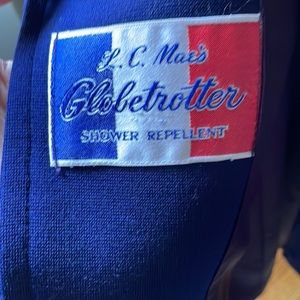 L. C. Mae's
Globetrotter
SHOWER REPELLENT